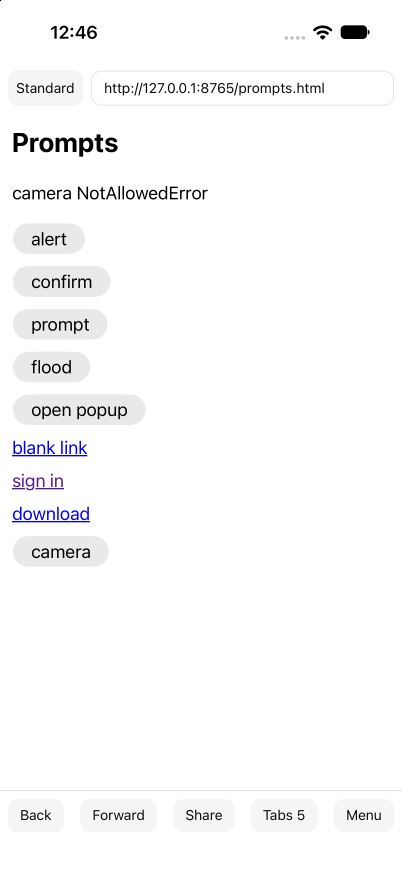 12:46
Standard http://127.0.0.1:8765/prompts.html
Prompts
camera NotAllowedError
alert
confirm
prompt
flood
open popup
blank link
sign in
download
camera
Back Forward Share Tabs 5 Menu